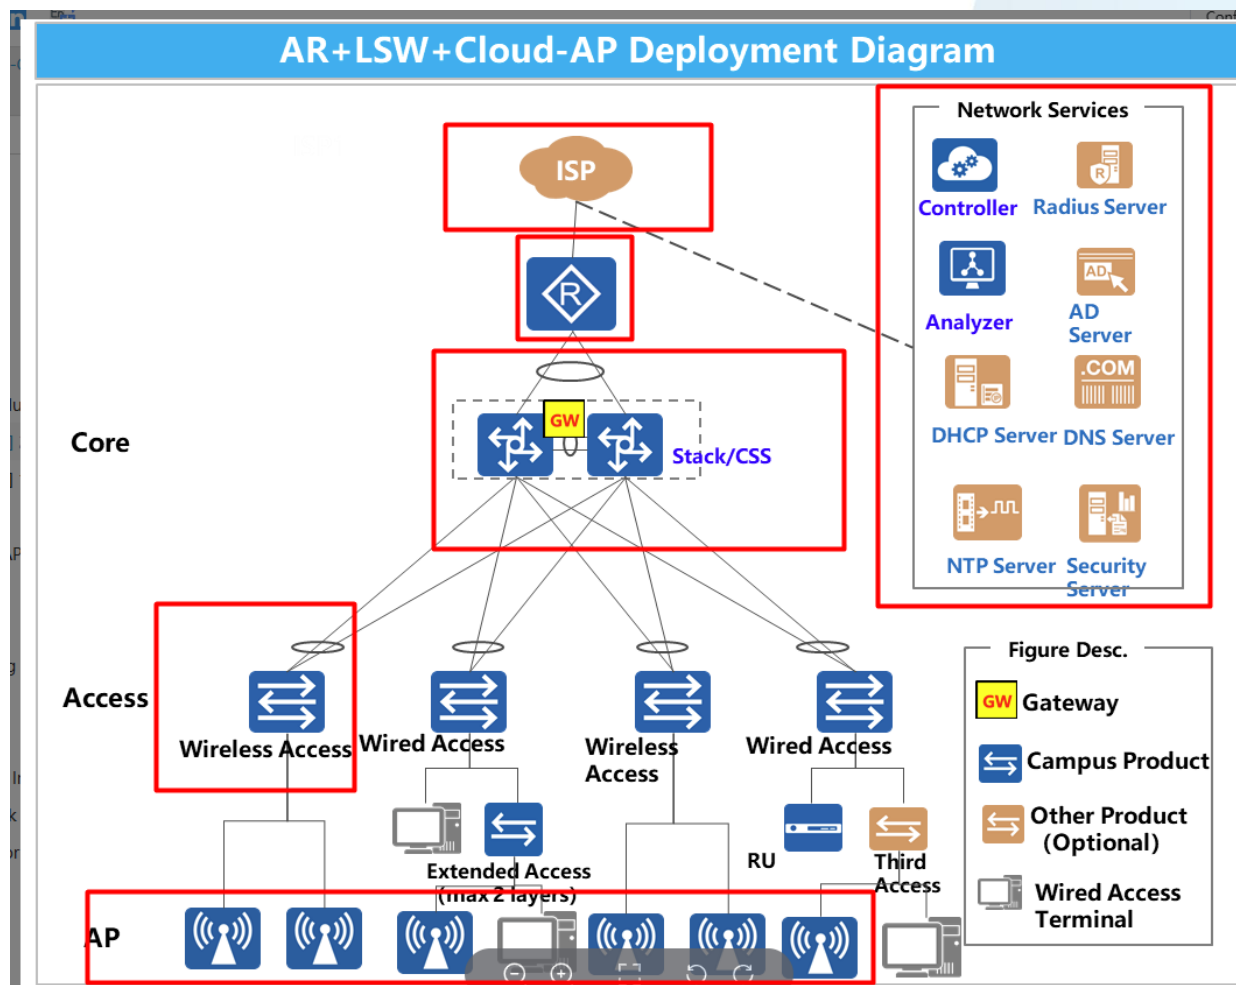 AR+LSW+Cloud-AP Deployment Diagram
Network Services
ISP
Controller
Radius Server
R
AD
Analyzer
AD
Server
R
.COM
DHCP Server
DNS Server
GW
Core
Stack/CSS
NTP Server
Security
Server
Figure Desc.
GW
Gateway
Access
Wireless Access
Wired Access
Wireless
Access
Wired Access
Campus Product
Other Product
(Optional)
RU
Third
Access
Extended Access
(max 2 layers)
Wired Access
Terminal
AP